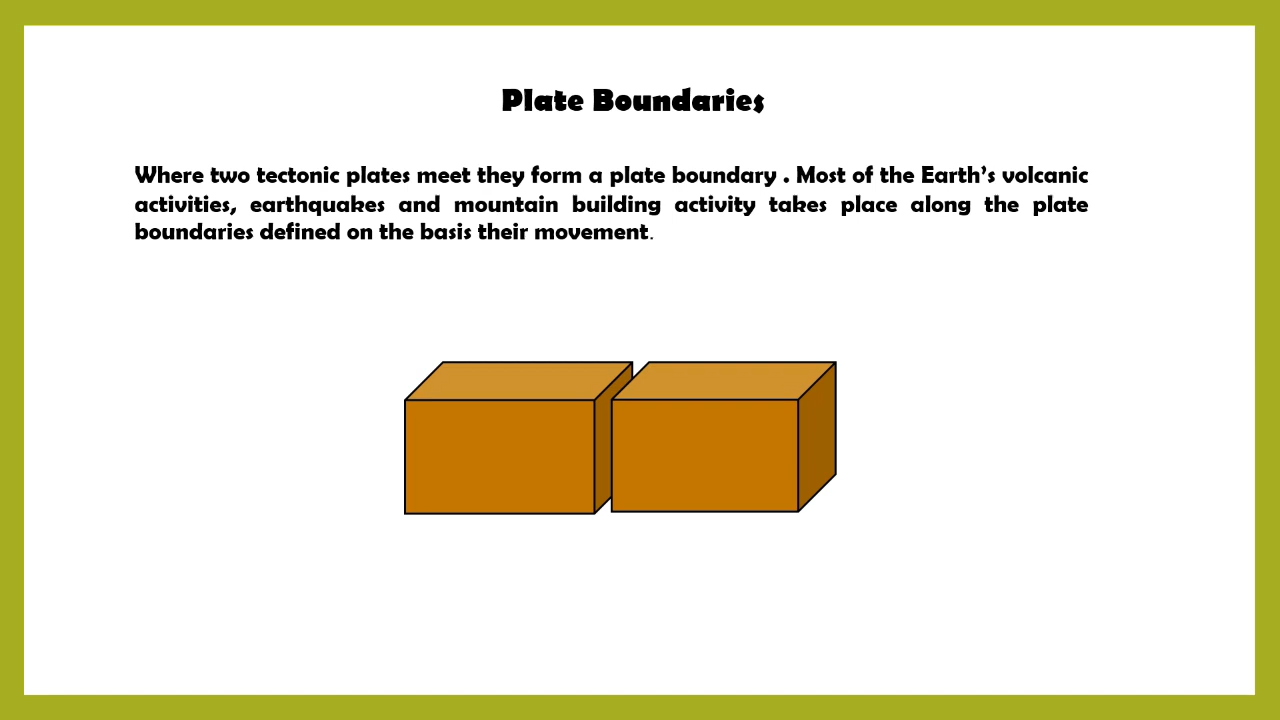 Plate Boundaries
Where two tectonic plates meet they form a plate boundary . Most of the Earth’s volcanic
activities, earthquakes and mountain building activity takes place along the plate
boundaries defined on the basis their movement.